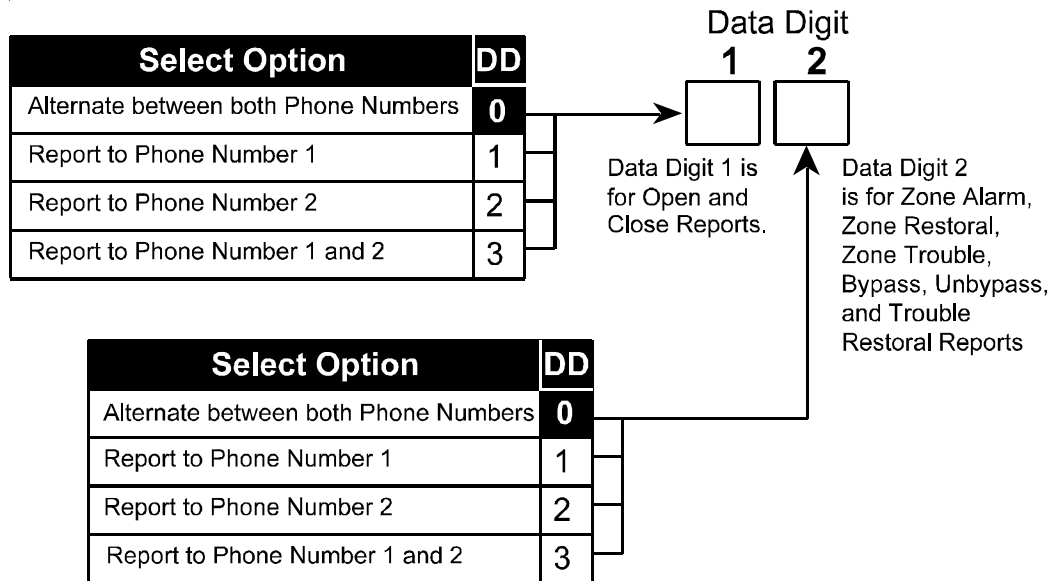 Data Digit
1 2
Select Option DD
Alternate between both Phone Numbers 0
Report to Phone Number 1 1
Report to Phone Number 2 2
Report to Phone Number 1 and 2 3
Data Digit 1 is
for Open and
Close Reports.
Data Digit 2
is for Zone Alarm,
Zone Restoral,
Zone Trouble,
Bypass, Unbypass,
and Trouble
Restoral Reports
Select Option DD
Alternate between both Phone Numbers 0
Report to Phone Number 1 1
Report to Phone Number 2 2
Report to Phone Number 1 and 2 3